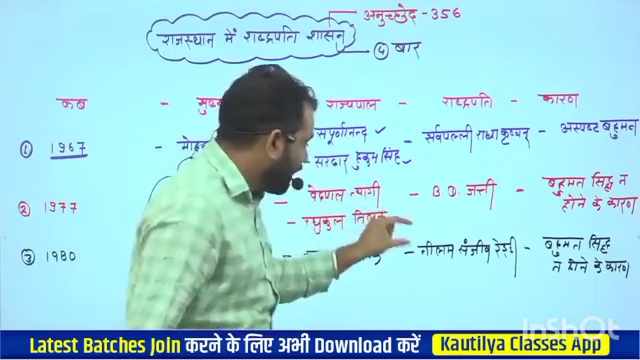 अनुच्छेद - 356
राजस्थान में राष्ट्रपति शासन
④ बार
कब - मुख्य राज्यपाल - राष्ट्रपति - कारण
① 1967 - मोहन संपूर्णानन्द ✓ - सर्वपल्ली राधाकृष्णन् - अस्पष्ट बहुमत
- सरदार हुकुम सिंह ✓
② 1977 - वेदपाल त्यागी - B.D. जत्ती - बहुमत सिद्ध न
- रघुकुल तिलक होने के कारण
③ 1980 - नीलम संजीव रेड्डी - बहुमत सिद्ध
न होने के कारण
Latest Batches Join करने के लिए अभी Download करें Kautilya Classes App
InShOt